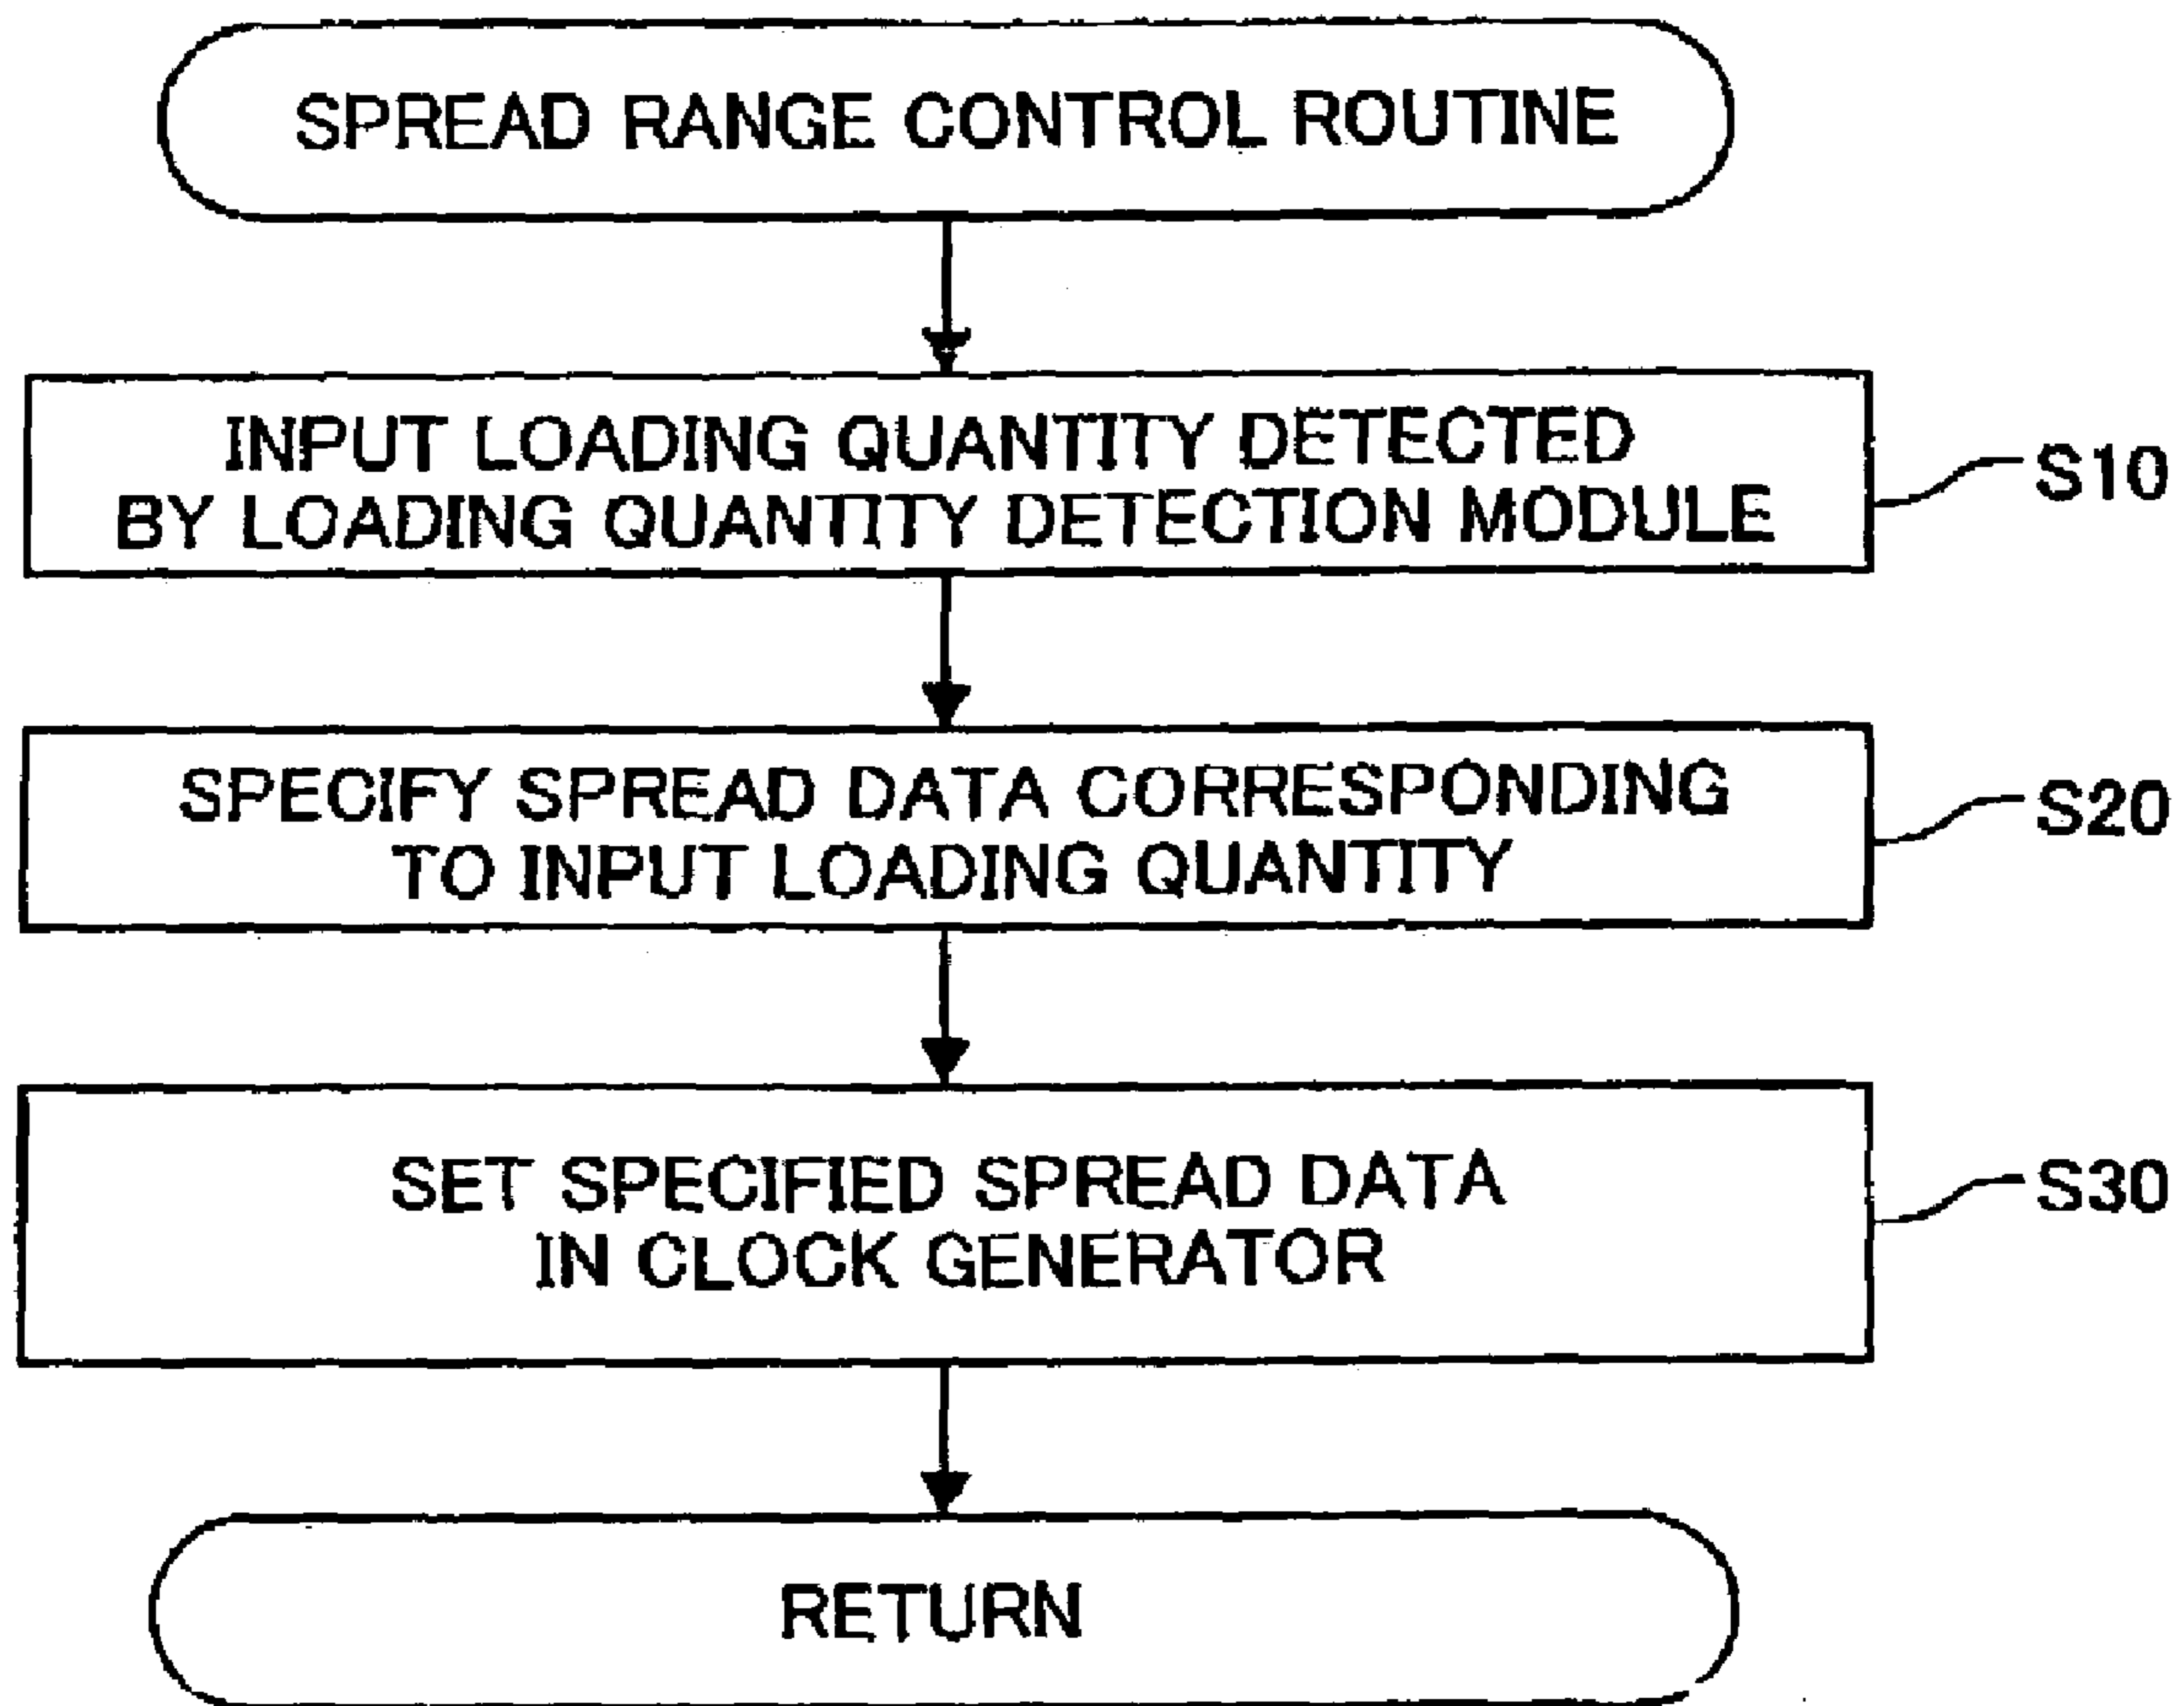 SPREAD RANGE CONTROL ROUTINE
INPUT LOADING QUANTITY DETECTED
BY LOADING QUANTITY DETECTION MODULE
S10
SPECIFY SPREAD DATA CORRESPONDING
TO INPUT LOADING QUANTITY
S20
SET SPECIFIED SPREAD DATA
IN CLOCK GENERATOR
S30
RETURN